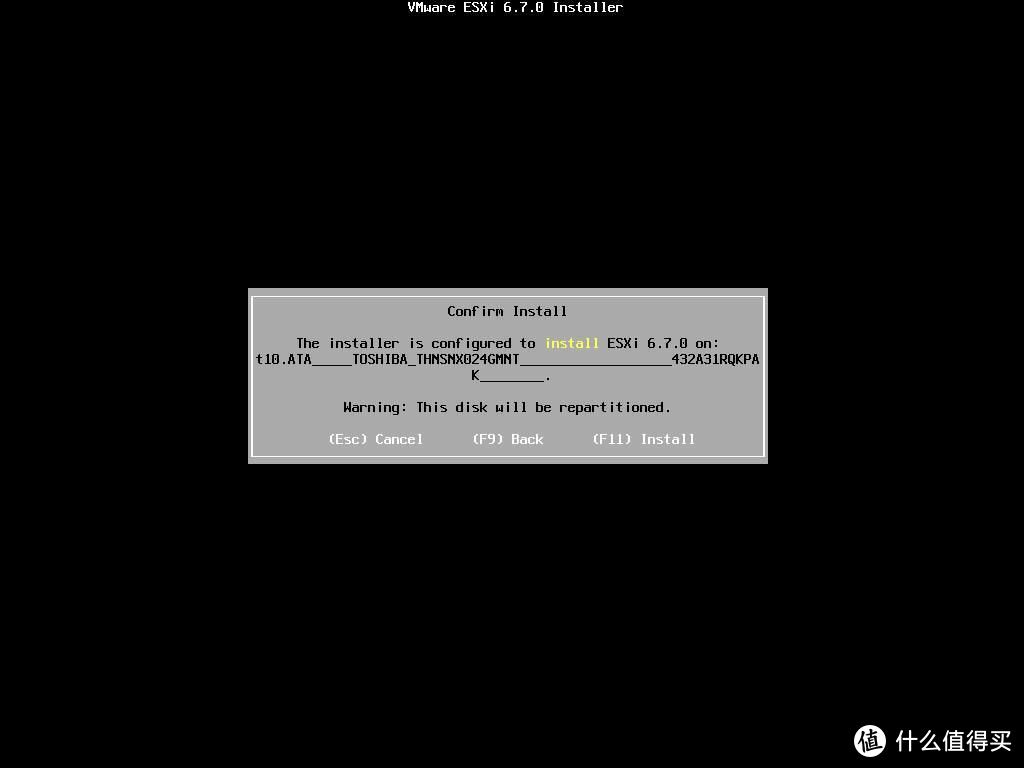 VMware ESXi 6.7.0 Installer
Confirm Install
The installer is configured to install ESXi 6.7.0 on:
t10.ATA_____TOSHIBA_THNSNX024GMNT___________________432A31RQKPA
K________.
Warning: This disk will be repartitioned.
(Esc) Cancel (F9) Back (F11) Install
值 什么值得买